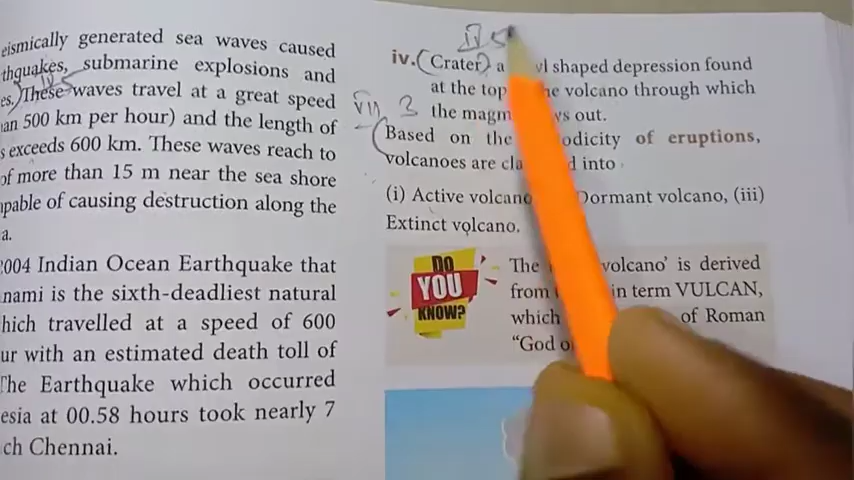 eismically generated sea waves caused
thquakes, submarine explosions and
es. These waves travel at a great speed
an 500 km per hour) and the length of
s exceeds 600 km. These waves reach to
of more than 15 m near the sea shore
apable of causing destruction along the
a.
2004 Indian Ocean Earthquake that
nami is the sixth-deadliest natural
hich travelled at a speed of 600
ur with an estimated death toll of
The Earthquake which occurred
esia at 00.58 hours took nearly 7
ch Chennai.
iv. (Crater) a wl shaped depression found
at the top he volcano through which
VII 3 the magm ws out.
Based on the odicity of eruptions,
volcanoes are cla d into
(i) Active volcano Dormant volcano, (iii)
Extinct volcano.
DO
YOU
KNOW?
The volcano' is derived
from in term VULCAN,
which of Roman
"God o